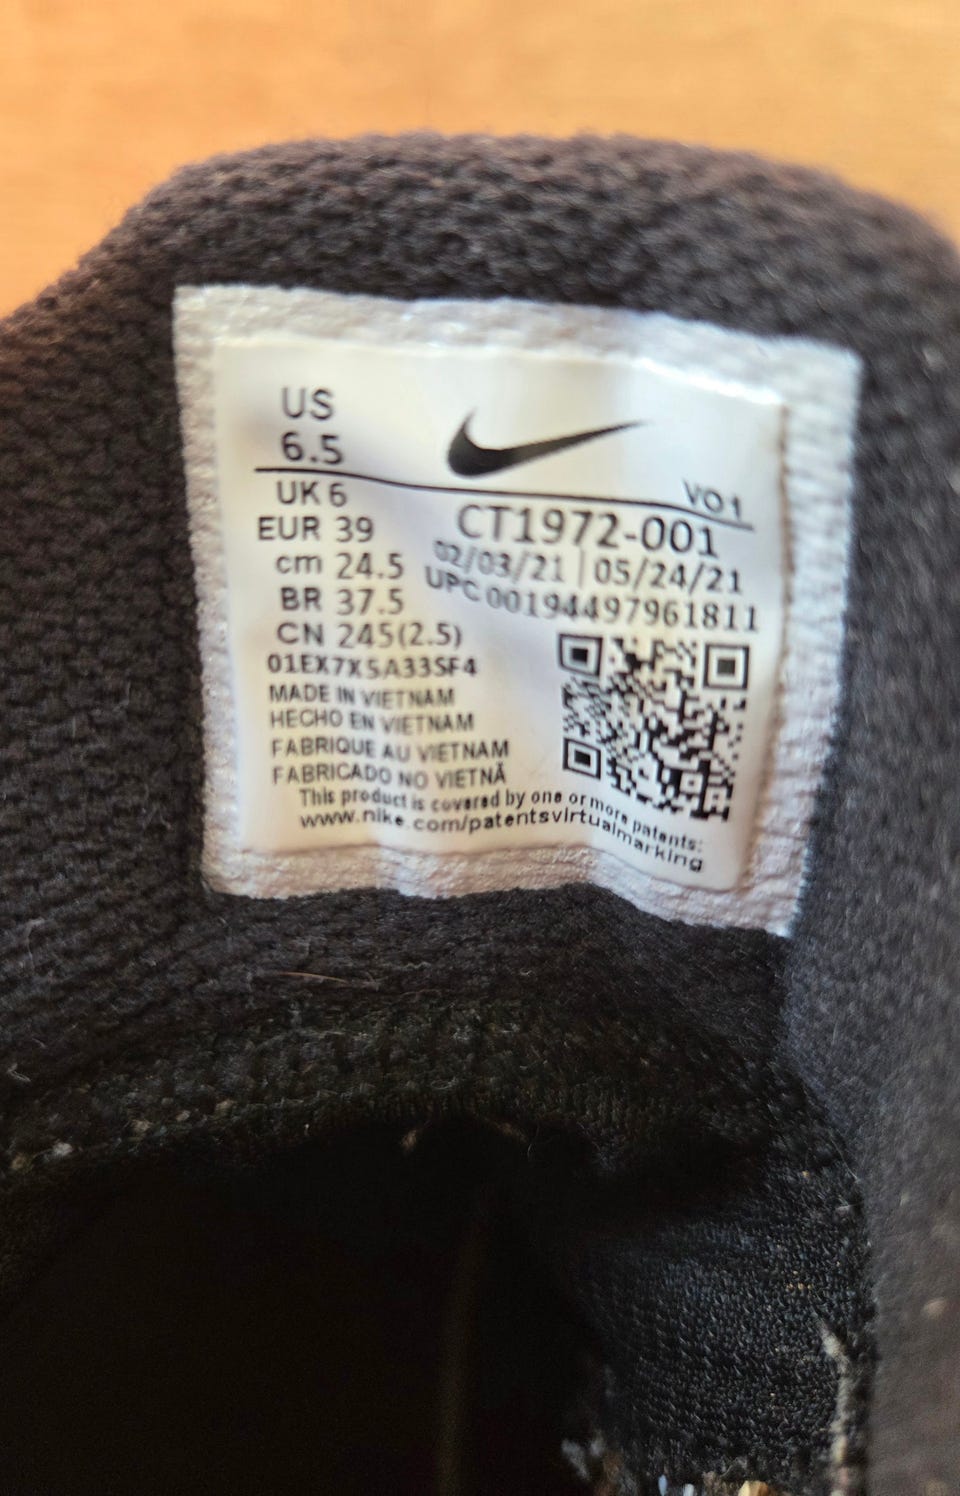 US
6.5
UK 6
EUR 39
cm 24.5
BR 37.5
CN 245(2.5)
01EX7X5A33SF4
MADE IN VIETNAM
HECHO EN VIETNAM
FABRIQUE AU VIETNAM
FABRICADO NO VIETNÃ
VO1
CT1972-001
02/03/21 | 05/24/21
UPC 00194497961811
This product is covered by one or more patents:
www.nike.com/patentsvirtualmarking